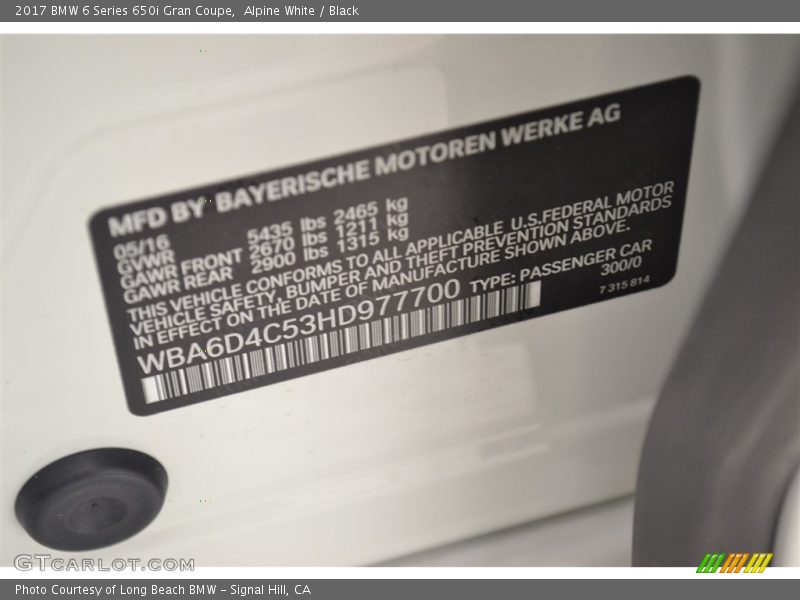 2017 BMW 6 Series 650i Gran Coupe, Alpine White / Black
MFD BY BAYERISCHE MOTOREN WERKE AG
05/16
GVWR 5435 lbs 2465 kg
GAWR FRONT 2670 lbs 1211 kg
GAWR REAR 2900 lbs 1315 kg
THIS VEHICLE CONFORMS TO ALL APPLICABLE U.S.FEDERAL MOTOR
VEHICLE SAFETY, BUMPER AND THEFT PREVENTION STANDARDS
IN EFFECT ON THE DATE OF MANUFACTURE SHOWN ABOVE.
WBA6D4C53HD977700 TYPE: PASSENGER CAR
300/0
7 315 814
GTcarlot.com
Photo Courtesy of Long Beach BMW - Signal Hill, CA